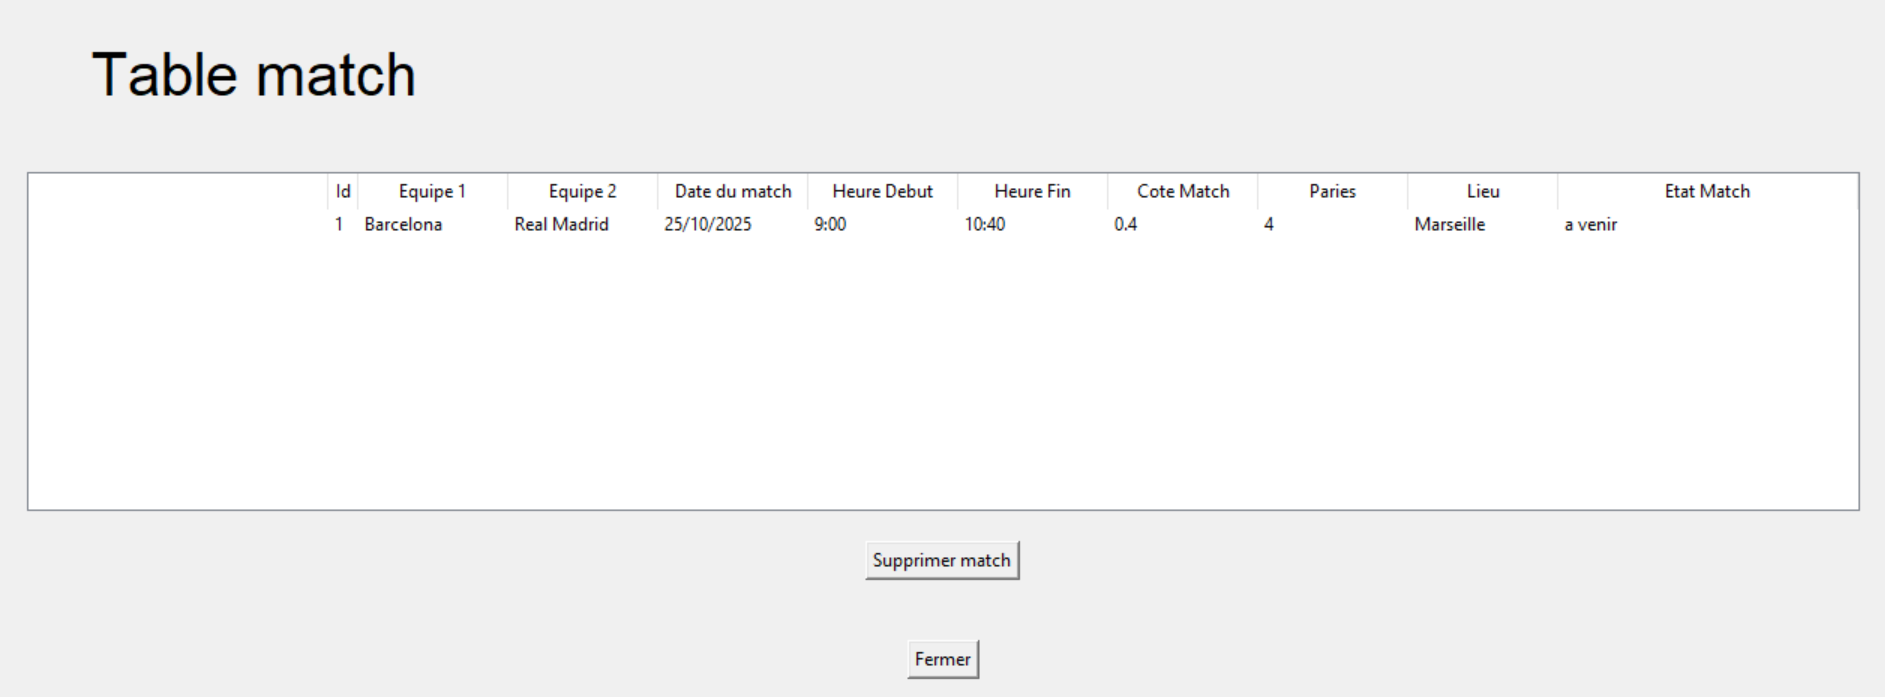 Table match
Id Equipe 1 Equipe 2 Date du match Heure Debut Heure Fin Cote Match Paries Lieu Etat Match
1 Barcelona Real Madrid 25/10/2025 9:00 10:40 0.4 4 Marseille a venir
Supprimer match
Fermer